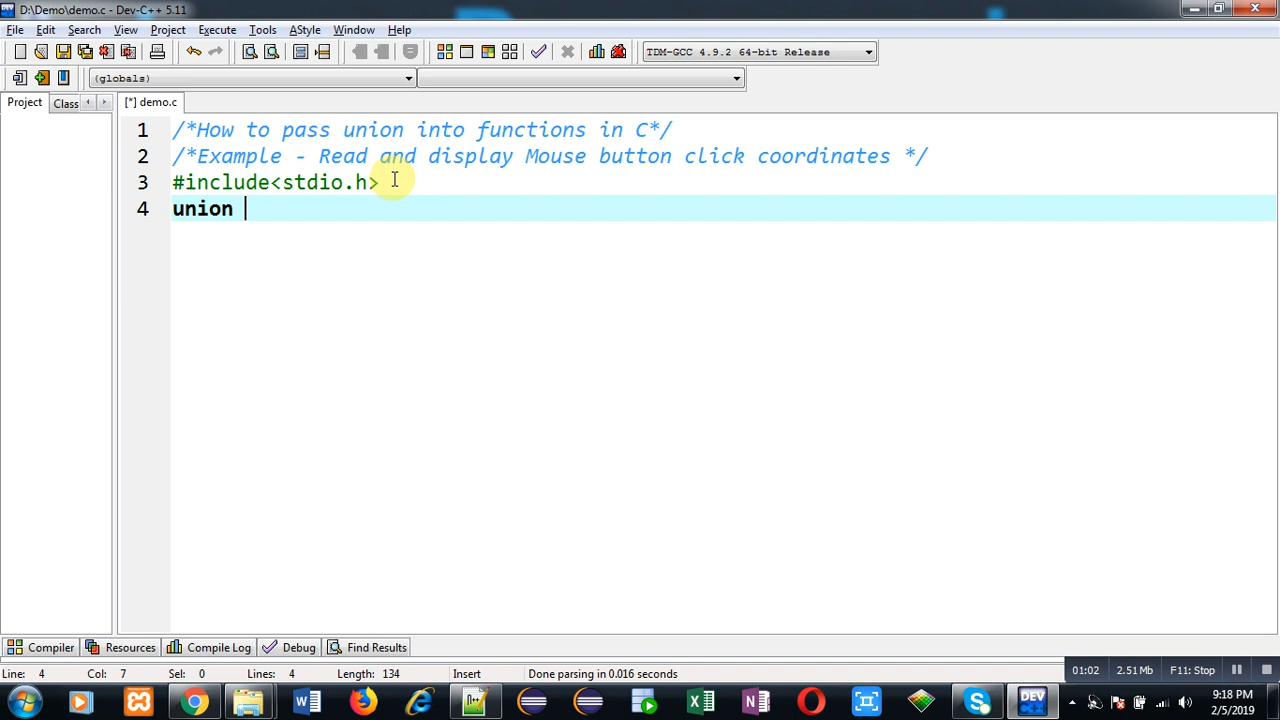 D:\Demo\demo.c - Dev-C++ 5.11
File Edit Search View Project Execute Tools AStyle Window Help
TDM-GCC 4.9.2 64-bit Release
(globals)
Project Class [*] demo.c
1 /*How to pass union into functions in C*/
2 /*Example - Read and display Mouse button click coordinates */
3 #include<stdio.h>
4 union
Compiler Resources Compile Log Debug Find Results
Line: 4 Col: 7 Sel: 0 Lines: 4 Length: 134 Insert Done parsing in 0.016 seconds 01:02 2.51 Mb F11: Stop
DEV
9:18 PM
2/5/2019